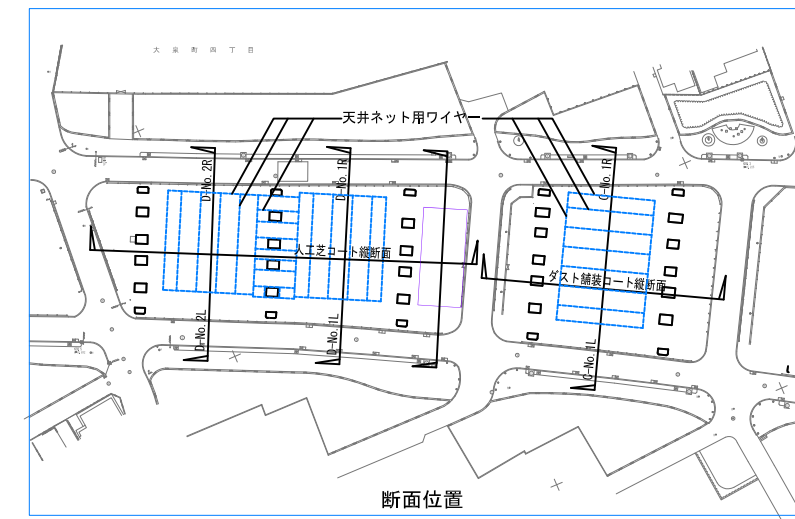 大泉町四丁目
天井ネット用ワイヤー
D-No.2R
D-No.1R
C-No.1R
人工芝コート縦断面
ダスト舗装コート縦断面
D-No.2L
D-No.1L
C-No.1L
断面位置